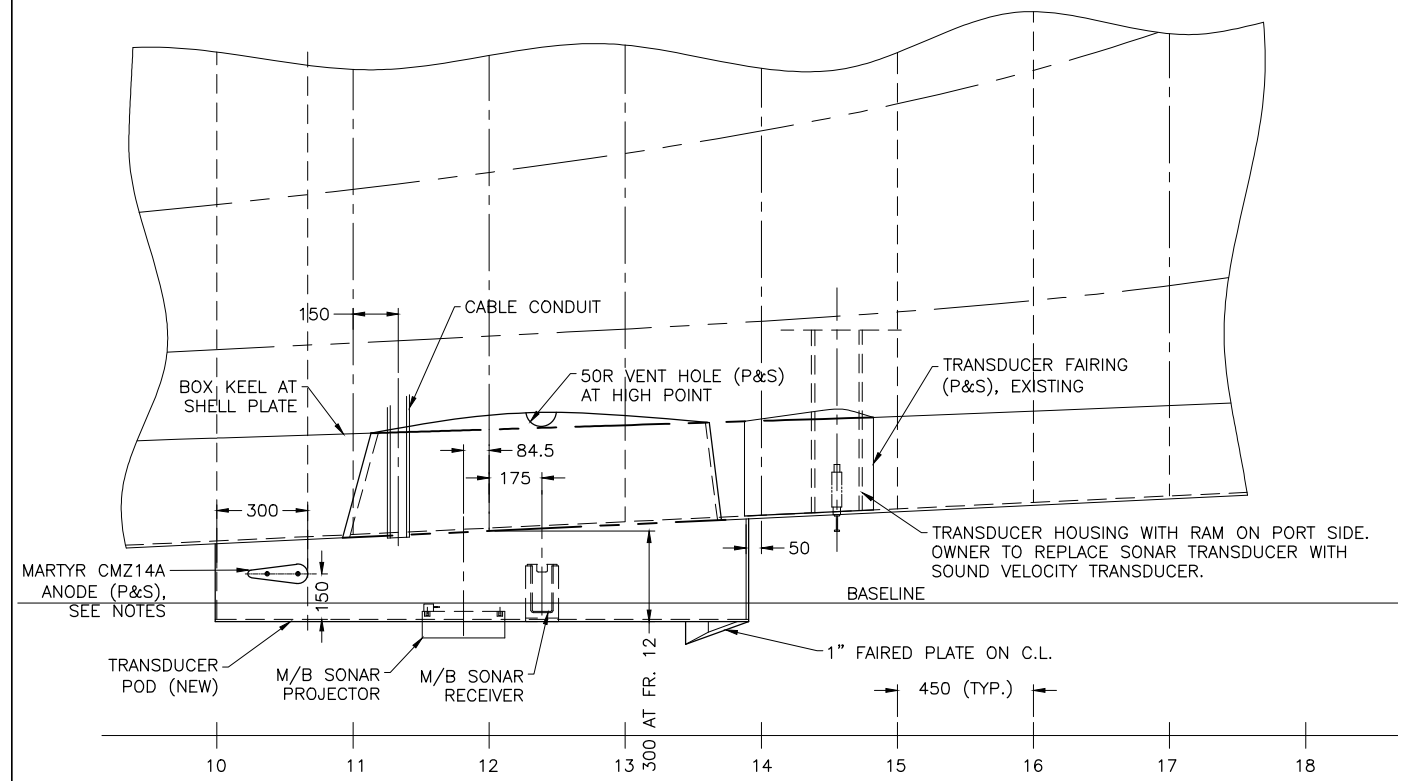 150
CABLE CONDUIT
BOX KEEL AT
SHELL PLATE
50R VENT HOLE (P&S)
AT HIGH POINT
TRANSDUCER FAIRING
(P&S), EXISTING
84.5
175
300
50
TRANSDUCER HOUSING WITH RAM ON PORT SIDE.
OWNER TO REPLACE SONAR TRANSDUCER WITH
SOUND VELOCITY TRANSDUCER.
MARTYR CMZ14A
ANODE (P&S),
SEE NOTES
150
BASELINE
TRANSDUCER
POD (NEW)
M/B SONAR
PROJECTOR
M/B SONAR
RECEIVER
300 AT FR. 12
1" FAIRED PLATE ON C.L.
450 (TYP.)
10 11 12 13 14 15 16 17 18